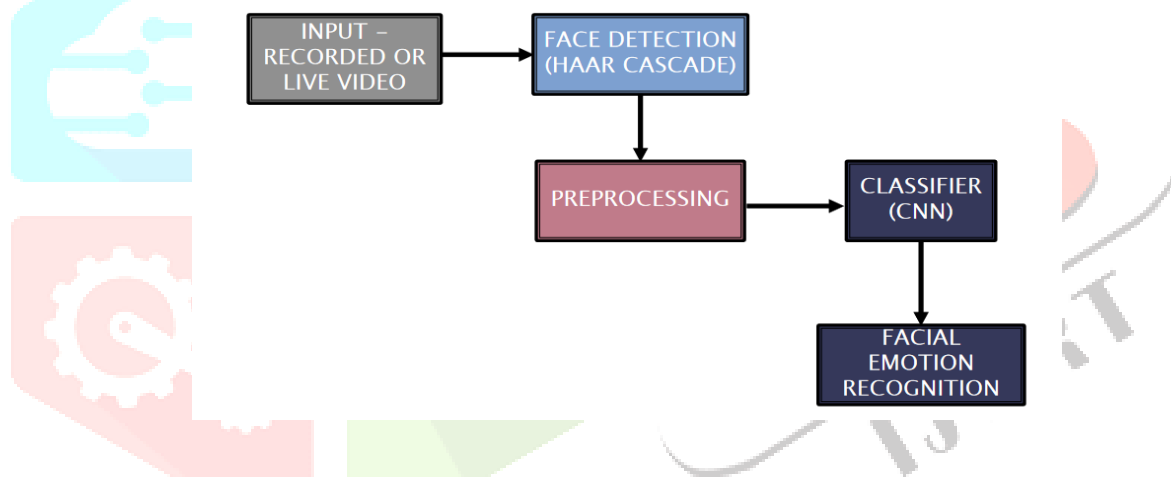 INPUT –
RECORDED OR
LIVE VIDEO
FACE DETECTION
(HAAR CASCADE)
PREPROCESSING
CLASSIFIER
(CNN)
FACIAL
EMOTION
RECOGNITION